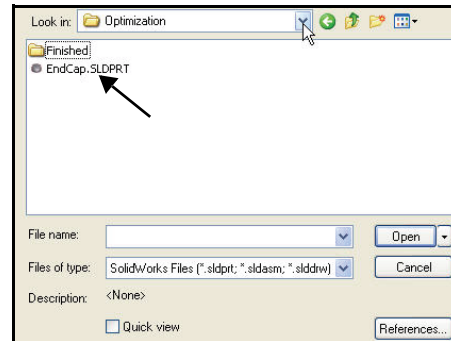 Look in: Optimization
Finished
EndCap.SLDPRT
File name:
Open
Files of type: SolidWorks Files (*.sldprt; *.sldasm; *.slddrw)
Cancel
Description: <None>
Quick view
References...